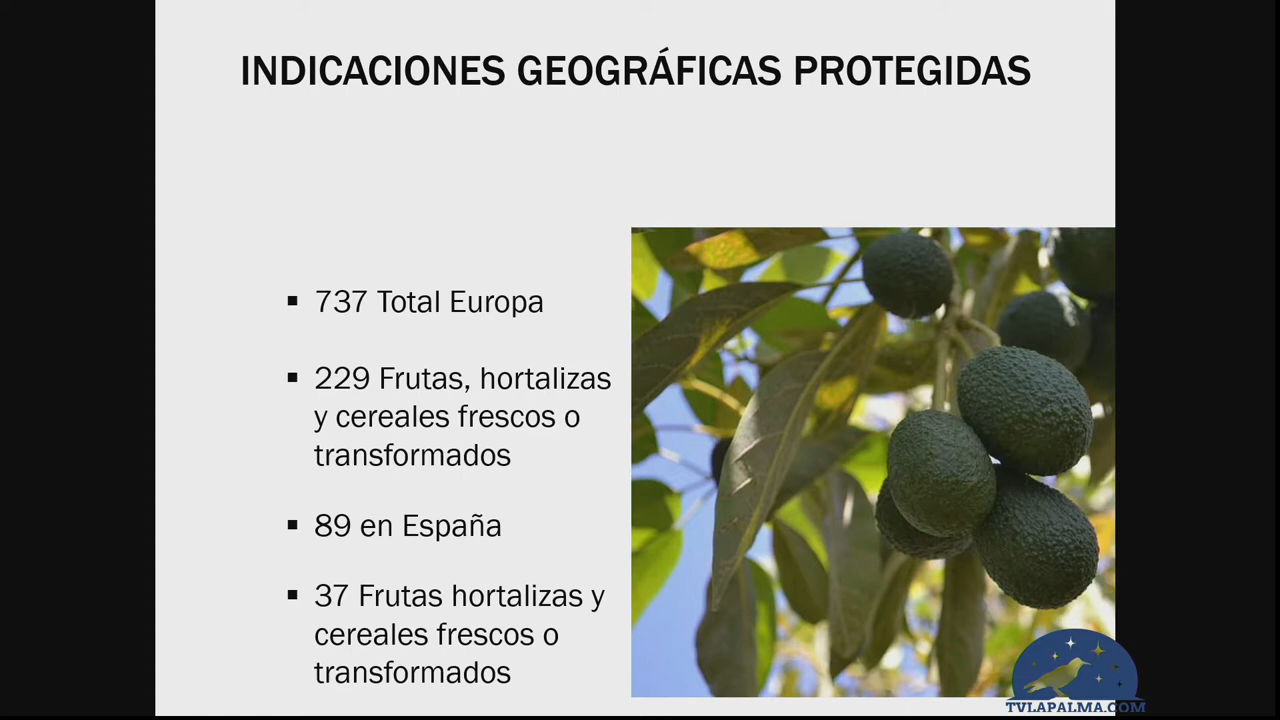 INDICACIONES GEOGRÁFICAS PROTEGIDAS
▪ 737 Total Europa
▪ 229 Frutas, hortalizas
y cereales frescos o
transformados
▪ 89 en España
▪ 37 Frutas hortalizas y
cereales frescos o
transformados
TVLAPALMA.COM